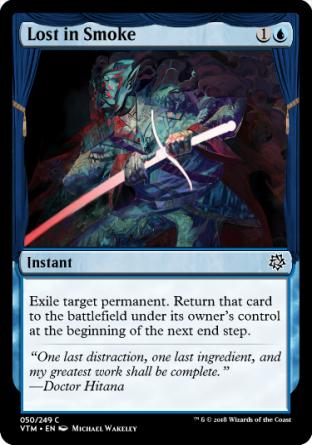 Lost in Smoke 1
Instant
Exile target permanent. Return that card
to the battlefield under its owner's control
at the beginning of the next end step.
"One last distraction, one last ingredient, and
my greatest work shall be complete."
—Doctor Hitana
050/249 C
VTM • EN Michael Wakeley
™ & © 2018 Wizards of the Coast